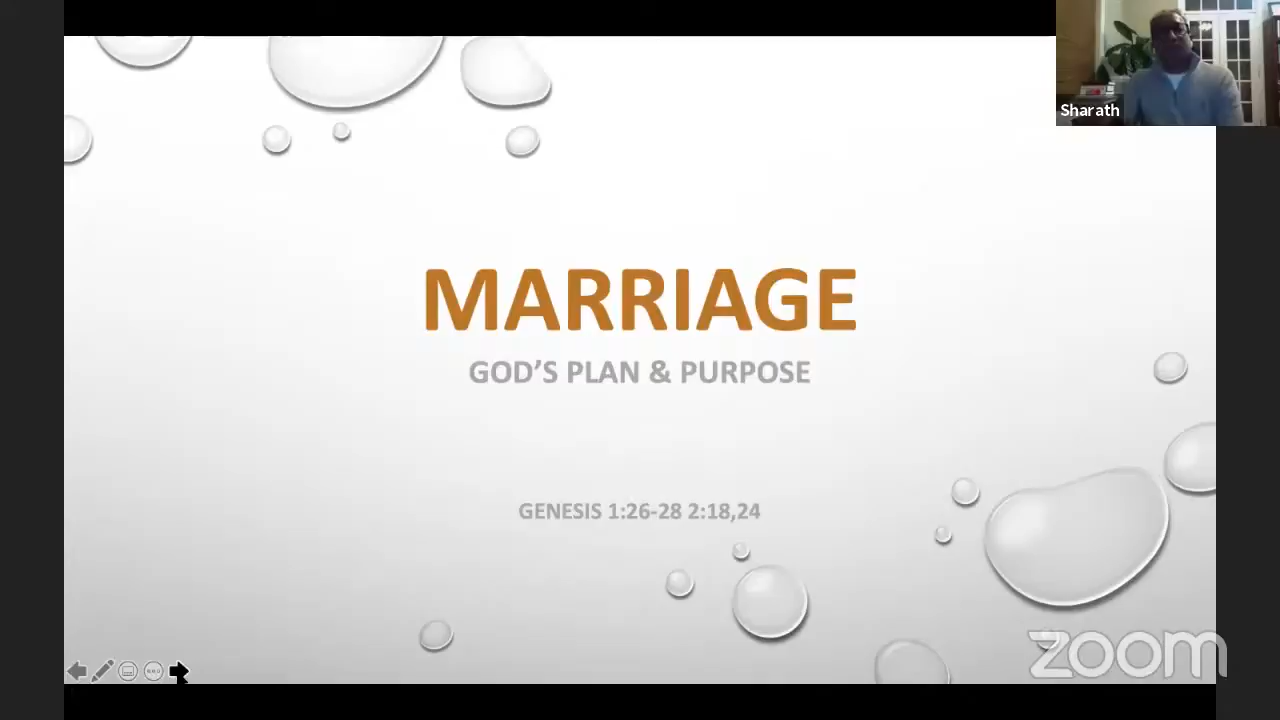 Sharath
MARRIAGE
GOD'S PLAN & PURPOSE
GENESIS 1:26-28 2:18,24
zoom